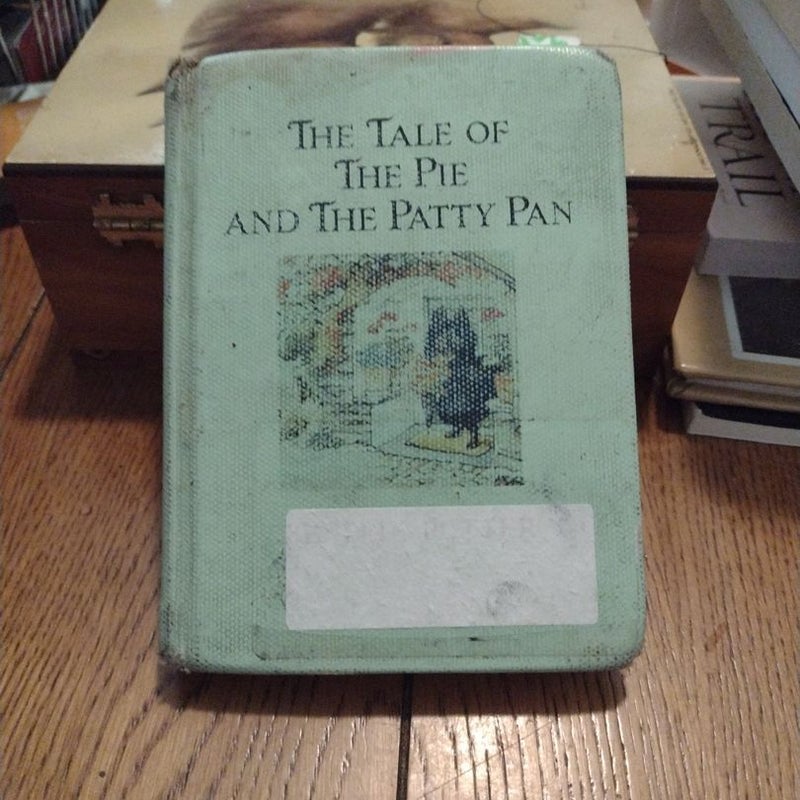 THE TALE OF
THE PIE
AND THE PATTY PAN
TRAIL